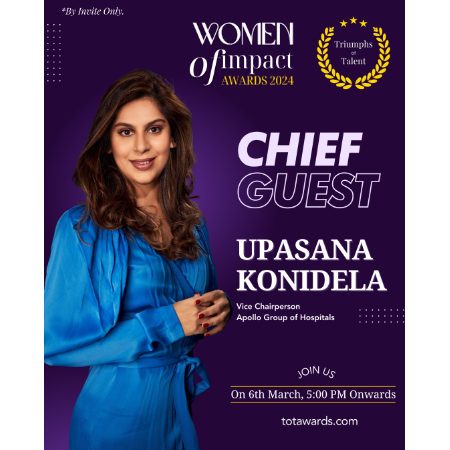 *By Invite Only.
WOMEN
of impact
AWARDS 2024
Triumphs
of
Talent
CHIEF
GUEST
UPASANA
KONIDELA
Vice Chairperson
Apollo Group of Hospitals
JOIN US
On 6th March, 5:00 PM Onwards
totawards.com